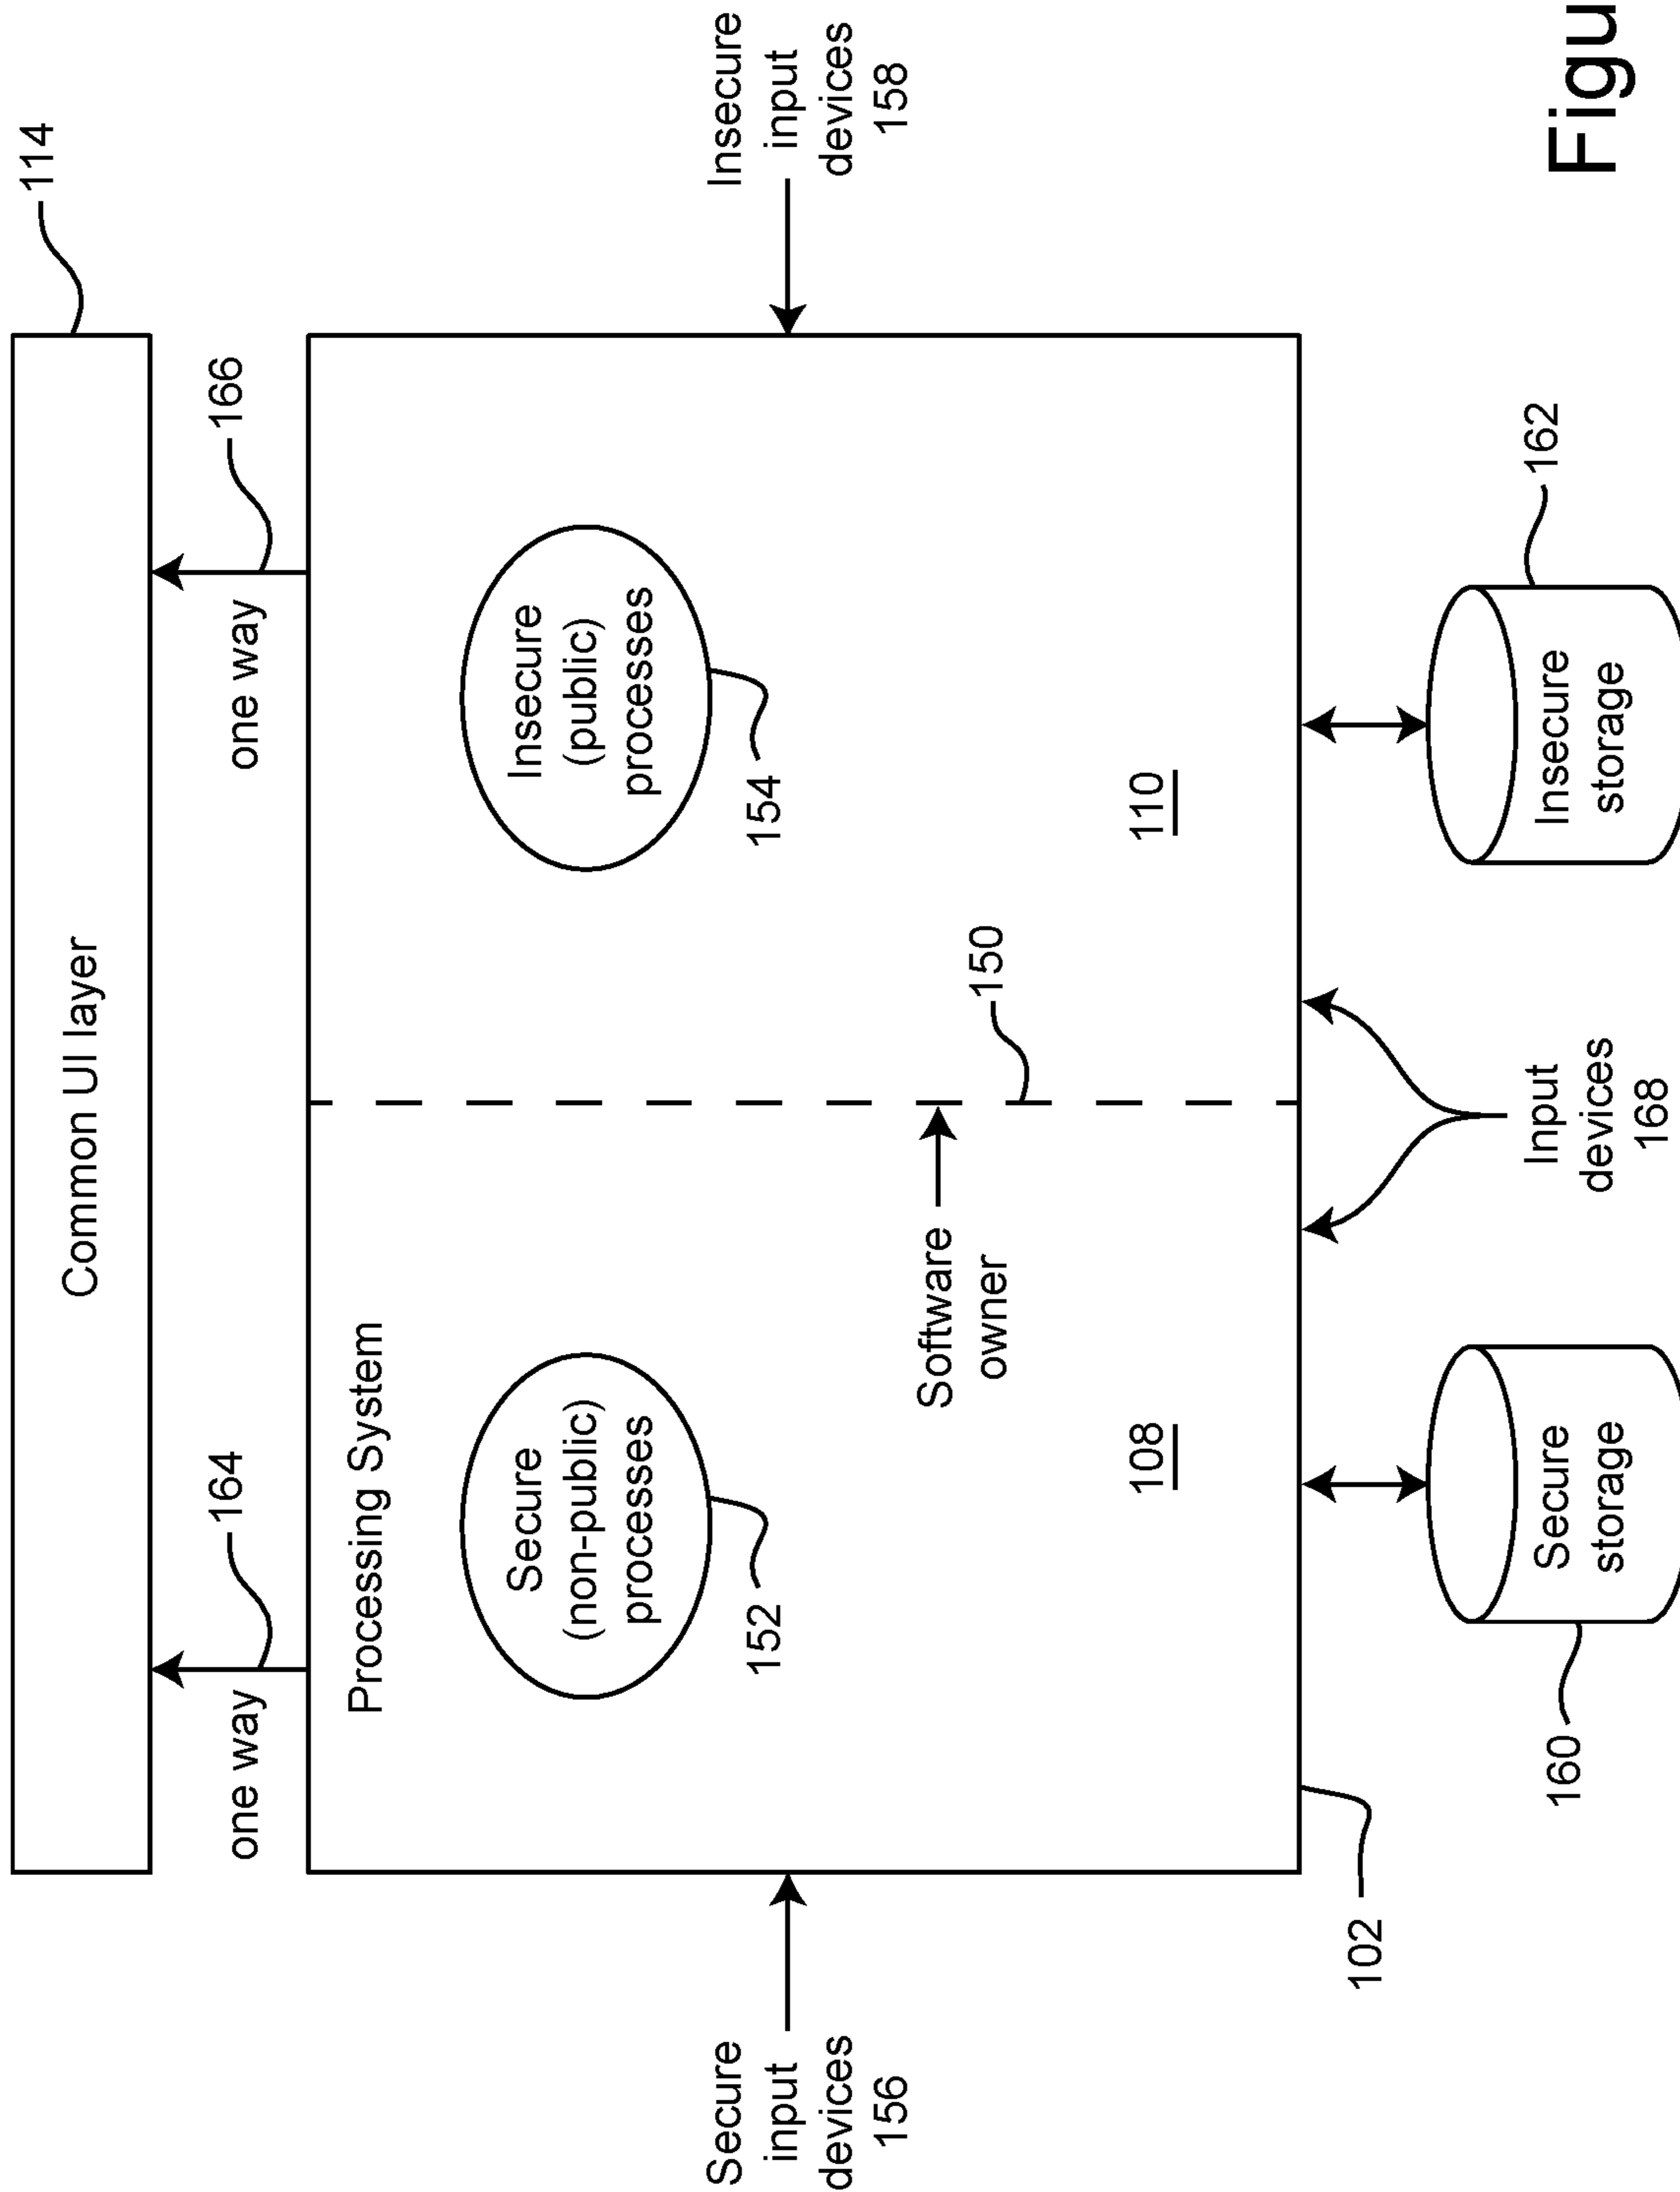 Common UI layer
114
one way
164
one way
166
Processing System
Secure
(non-public)
processes
152
Insecure
(public)
processes
154
Secure
input
devices
156
Insecure
input
devices
158
Software
owner
150
108
110
102
160
Secure
storage
Input
devices
168
Insecure
storage
162
Figu